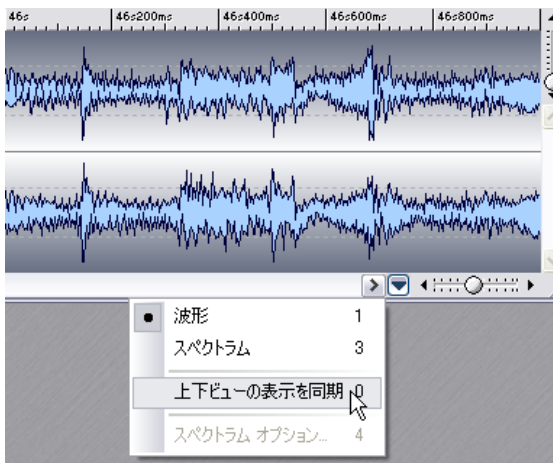 46s 46s200ms 46s400ms 46s600ms 46s800ms
波形 1
スペクトラム 3
上下ビューの表示を同期 0
スペクトラム オプション... 4